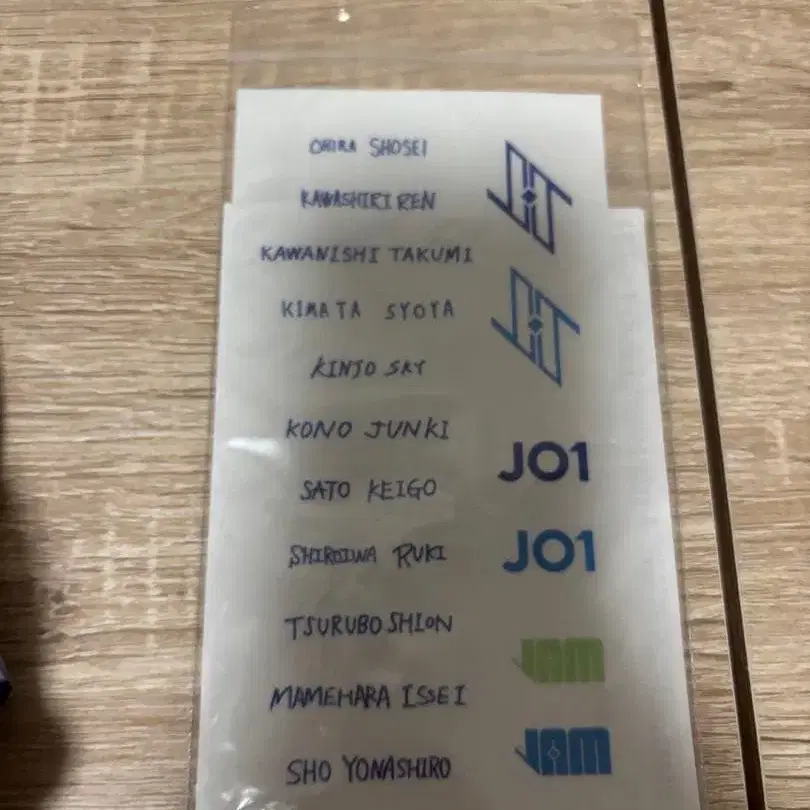 OHIRA SHOSEI
KAWASHIRI REN
KAWANISHI TAKUMI
KIMATA SYOYA
KINJO SKY
KONO JUNKI
SATO KEIGO
SHIROIWA RUKI
TSURUBO SHION
MAMEHARA ISSEI
SHO YONASHIRO
JO1
JO1
JAM
JAM